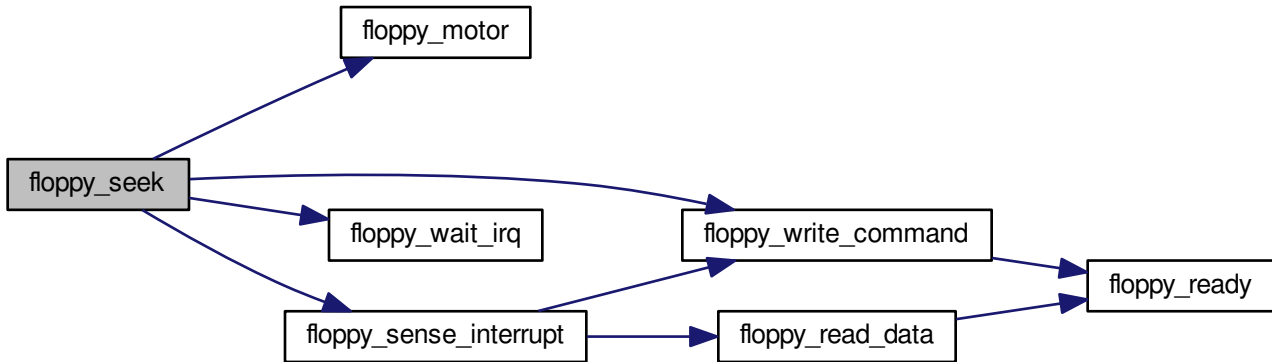 floppy_motor
floppy_seek
floppy_wait_irq
floppy_write_command
floppy_ready
floppy_sense_interrupt
floppy_read_data